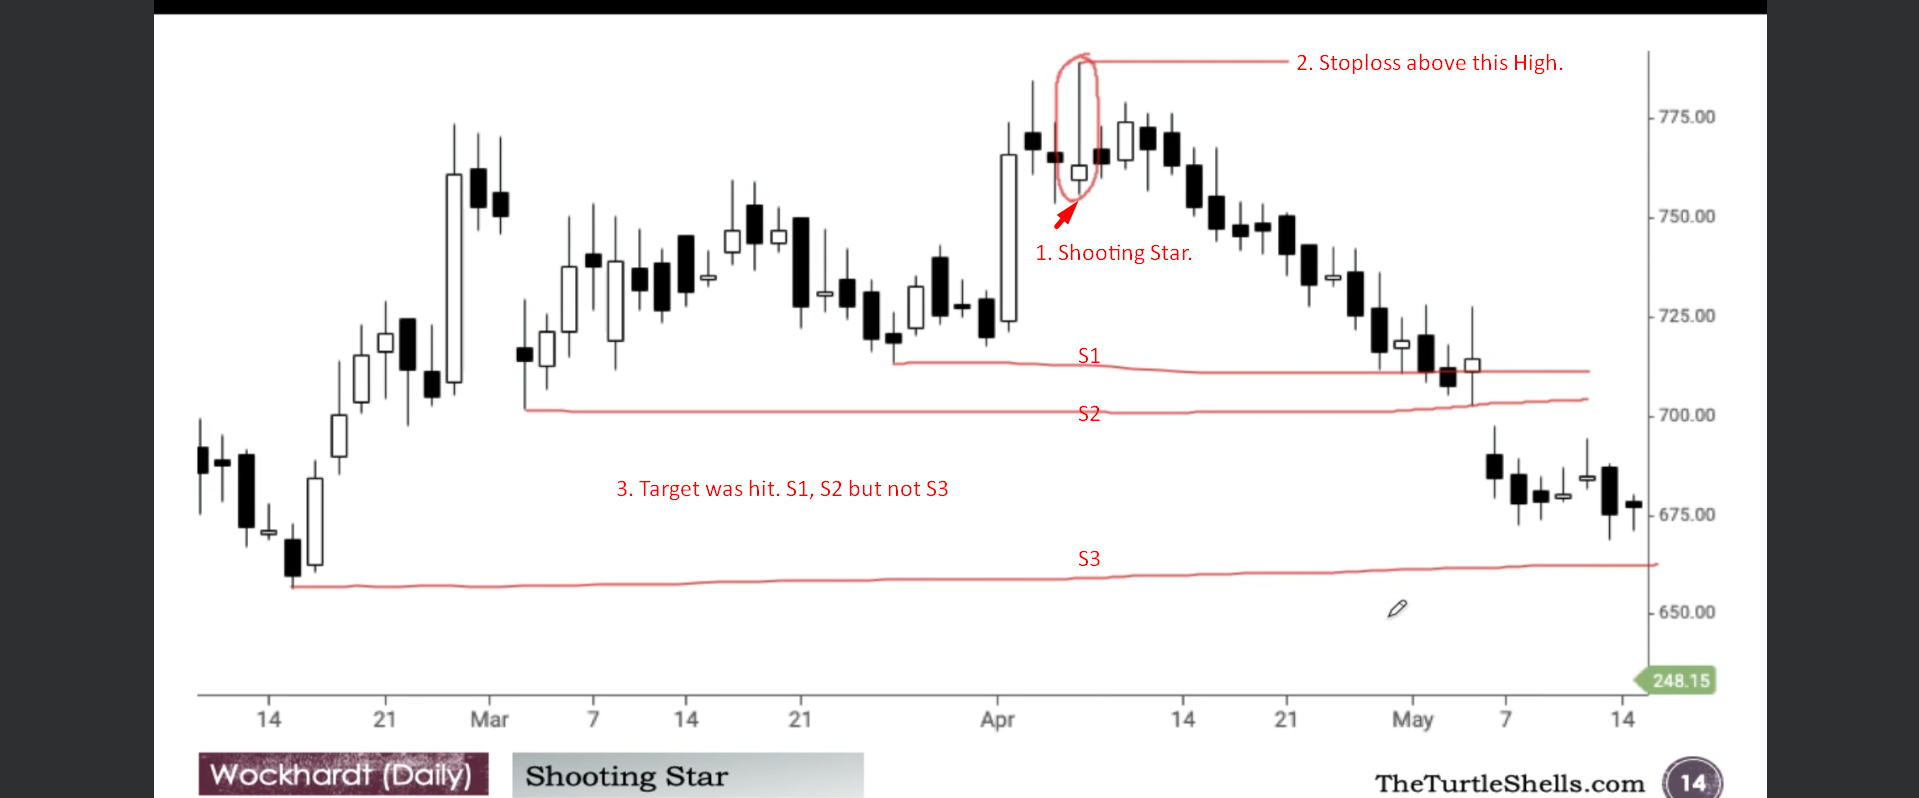 2. Stoploss above this High.
775.00
1. Shooting Star.
750.00
725.00
S1
S2
700.00
3. Target was hit. S1, S2 but not S3
675.00
S3
650.00
248.15
14 21 Mar 7 14 21 Apr 14 21 May 7 14
Wockhardt (Daily) Shooting Star TheTurtleShells.com 14